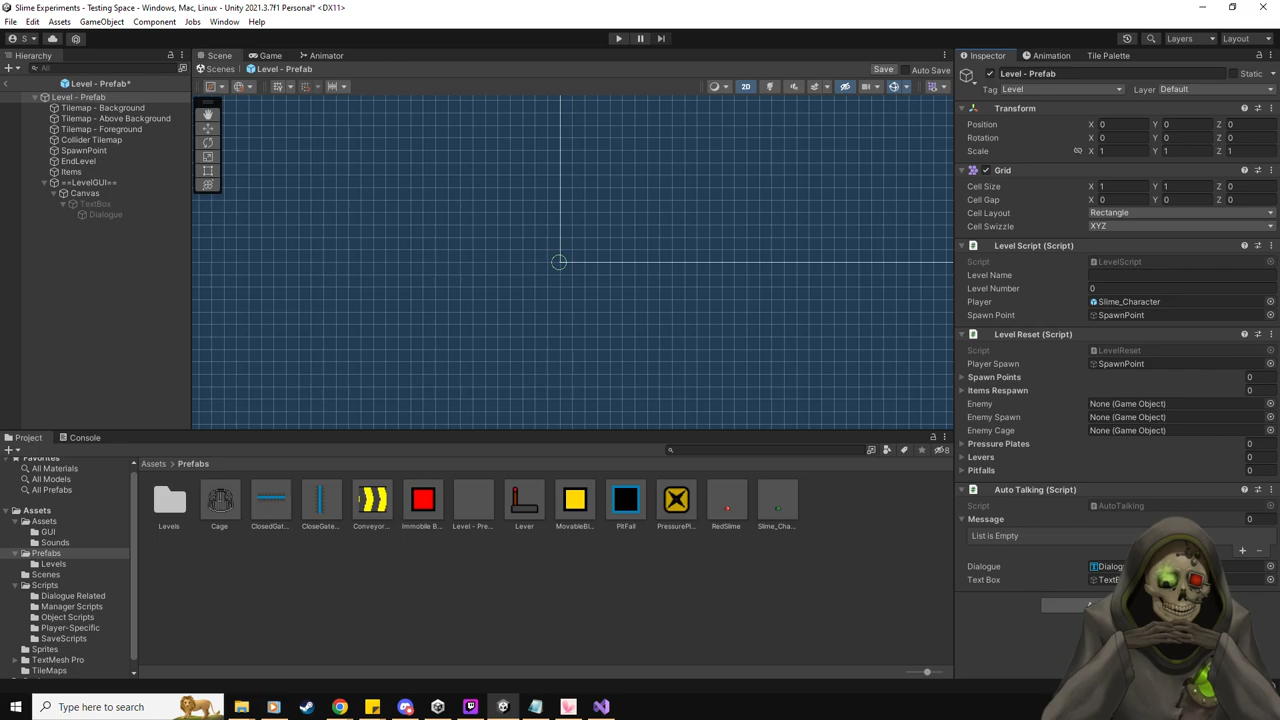 Slime Experiments - Testing Space - Windows, Mac, Linux - Unity 2021.3.7f1 Personal* <DX11>
File Edit Assets GameObject Component Jobs Window Help
S Layers Layout
Hierarchy Scene Game Animator Inspector Animation Tile Palette
All Scenes Level - Prefab Save Auto Save Level - Prefab Static
Level - Prefab* 2D Tag Level Layer Default
Level - Prefab
Tilemap - Background
Tilemap - Above Background
Tilemap - Foreground
Collider Tilemap
SpawnPoint
EndLevel
Items
==LevelGUI==
Canvas
TextBox
Dialogue
Transform
Position X 0 Y 0 Z 0
Rotation X 0 Y 0 Z 0
Scale X 1 Y 1 Z 1
Grid
Cell Size X 1 Y 1 Z 0
Cell Gap X 0 Y 0 Z 0
Cell Layout Rectangle
Cell Swizzle XYZ
Level Script (Script)
Script LevelScript
Level Name
Level Number 0
Player Slime_Character
Spawn Point SpawnPoint
Level Reset (Script)
Script LevelReset
Player Spawn SpawnPoint
Spawn Points 0
Items Respawn 0
Enemy None (Game Object)
Enemy Spawn None (Game Object)
Enemy Cage None (Game Object)
Pressure Plates 0
Levers 0
Pitfalls 0
Auto Talking (Script)
Script AutoTalking
Message 0
List is Empty
Dialogue
Text Box
Project Console
8
Favorites
All Materials
All Models
All Prefabs
Assets
Assets
GUI
Sounds
Prefabs
Levels
Scenes
Scripts
Dialogue Related
Manager Scripts
Object Scripts
Player-Specific
SaveScripts
Sprites
TextMesh Pro
TileMaps
Assets Prefabs
Levels Cage ClosedGat... CloseGate... Conveyor... Immobile B... Level - Pre... Lever MovableBl... PitFall PressurePl... RedSlime Slime_Cha...
Type here to search